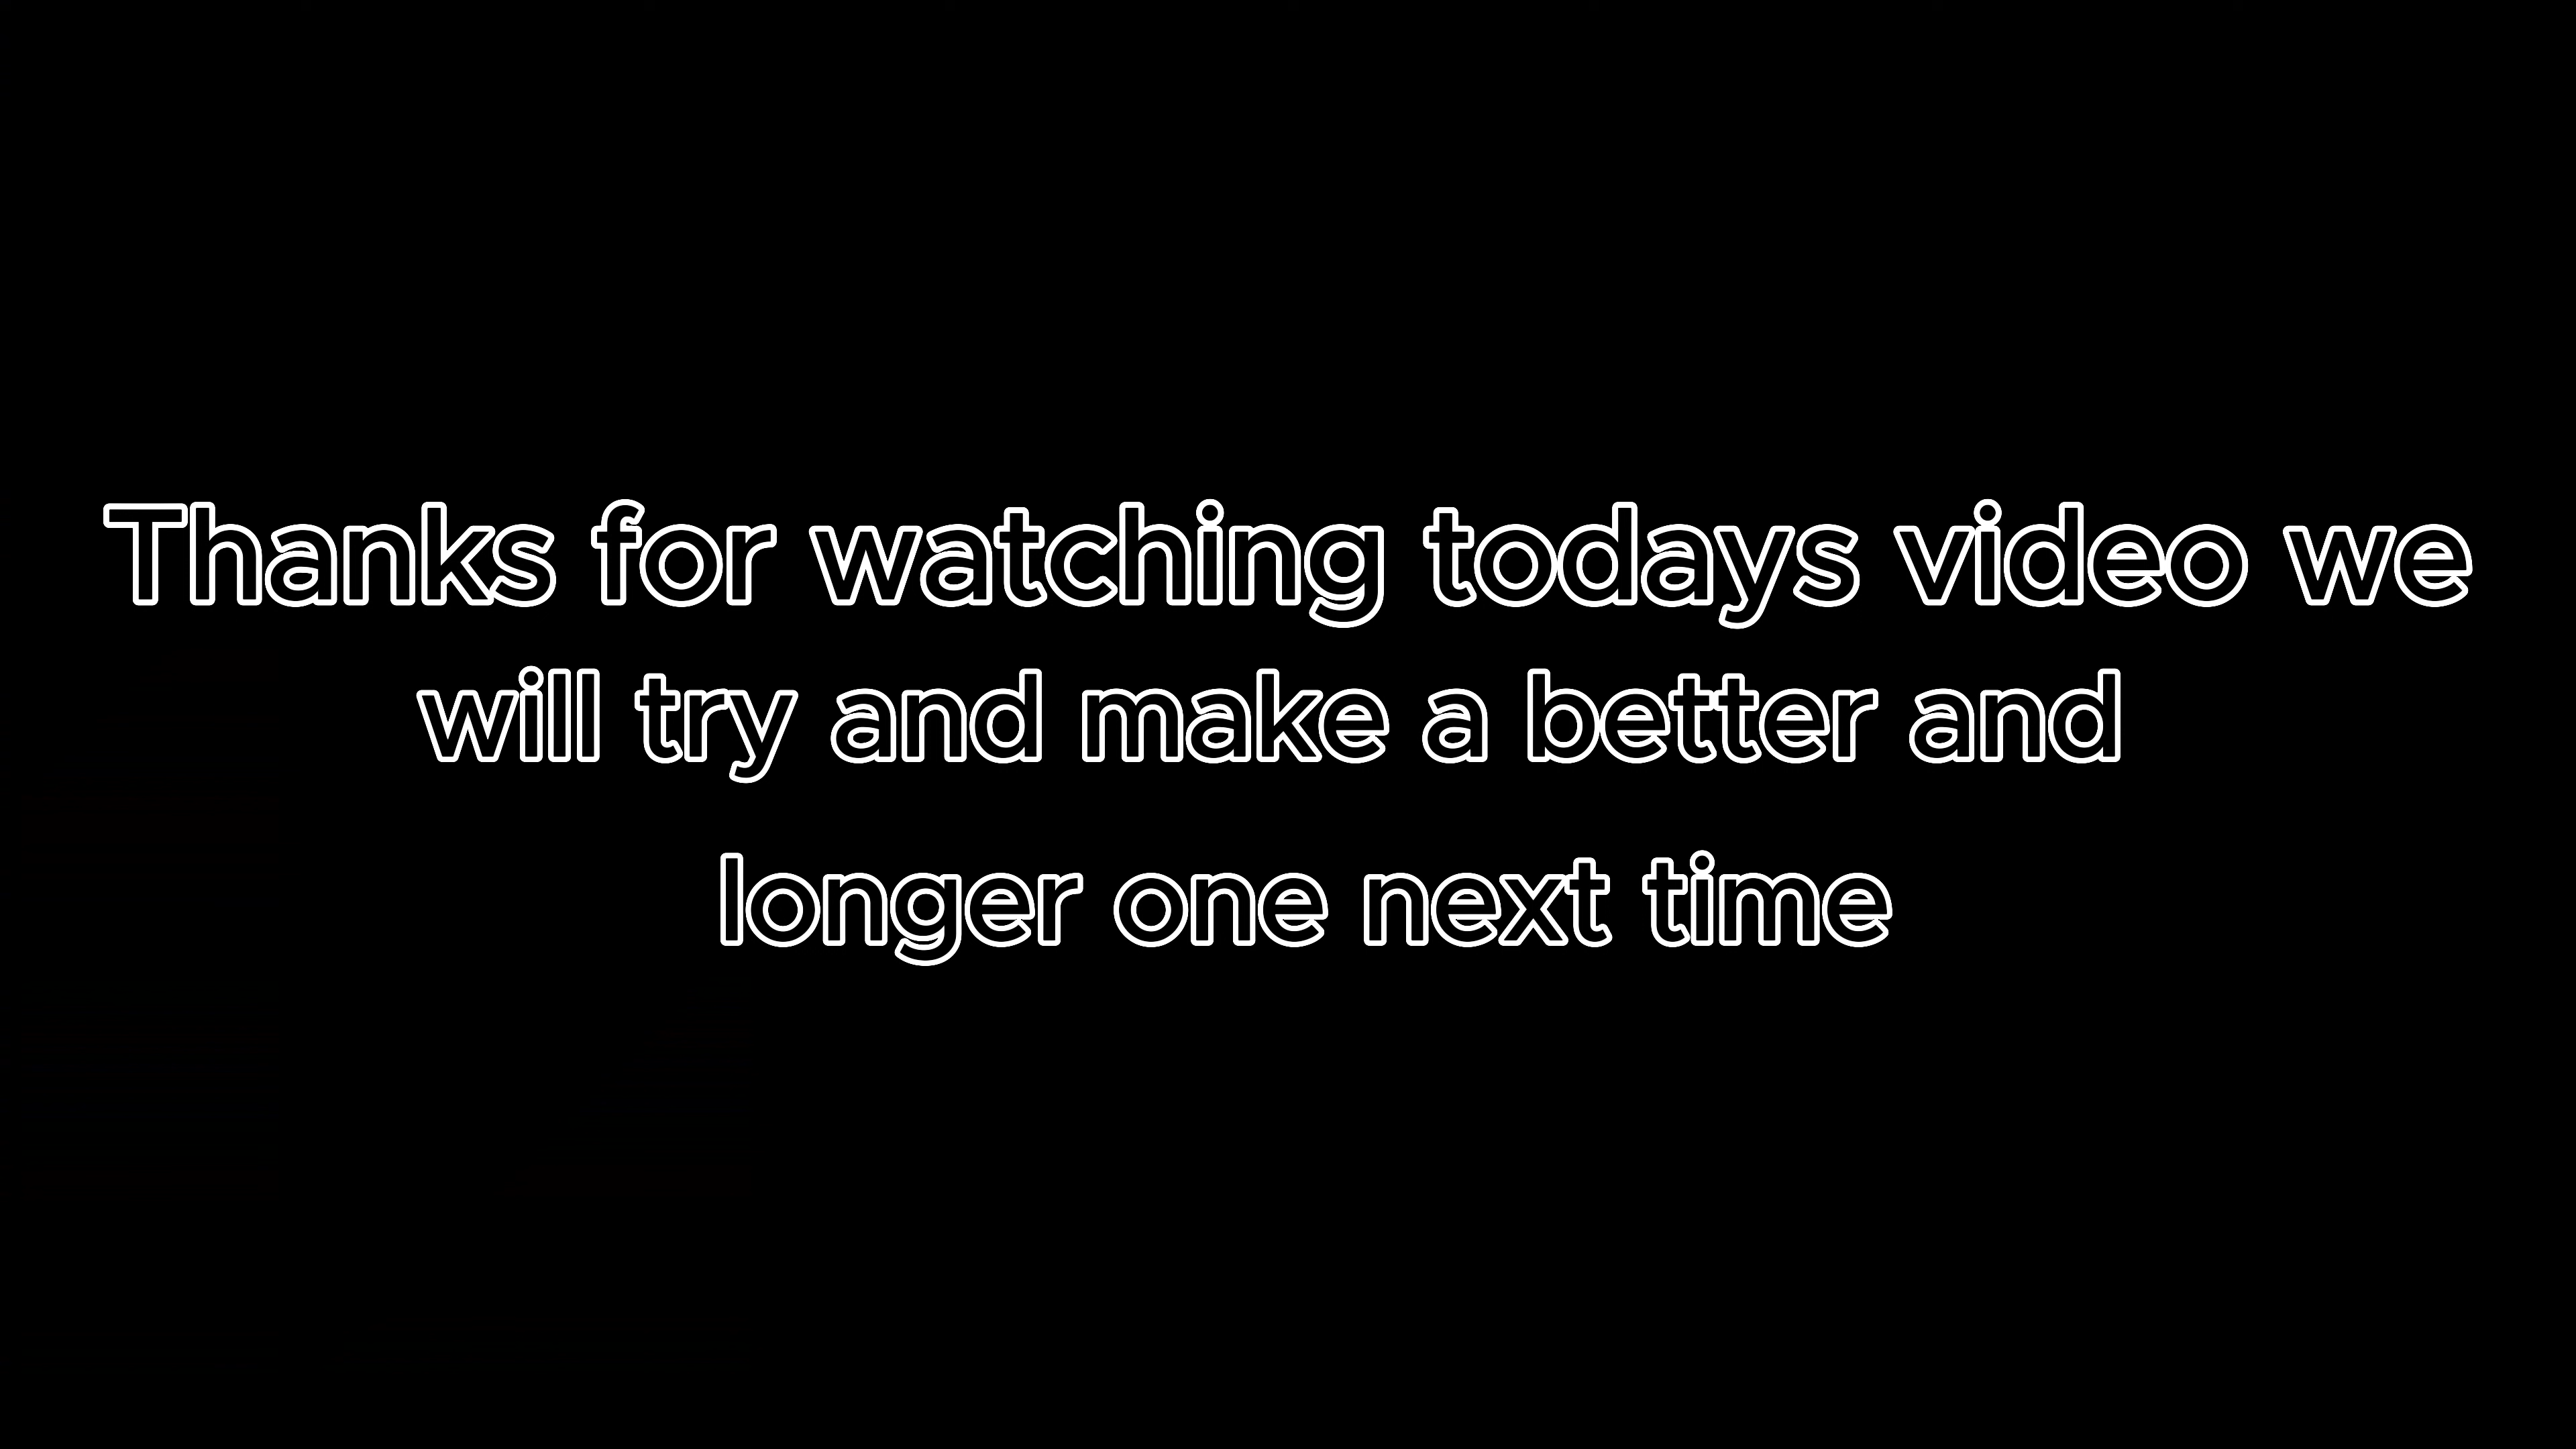 Thanks for watching todays video we
will try and make a better and
longer one next time